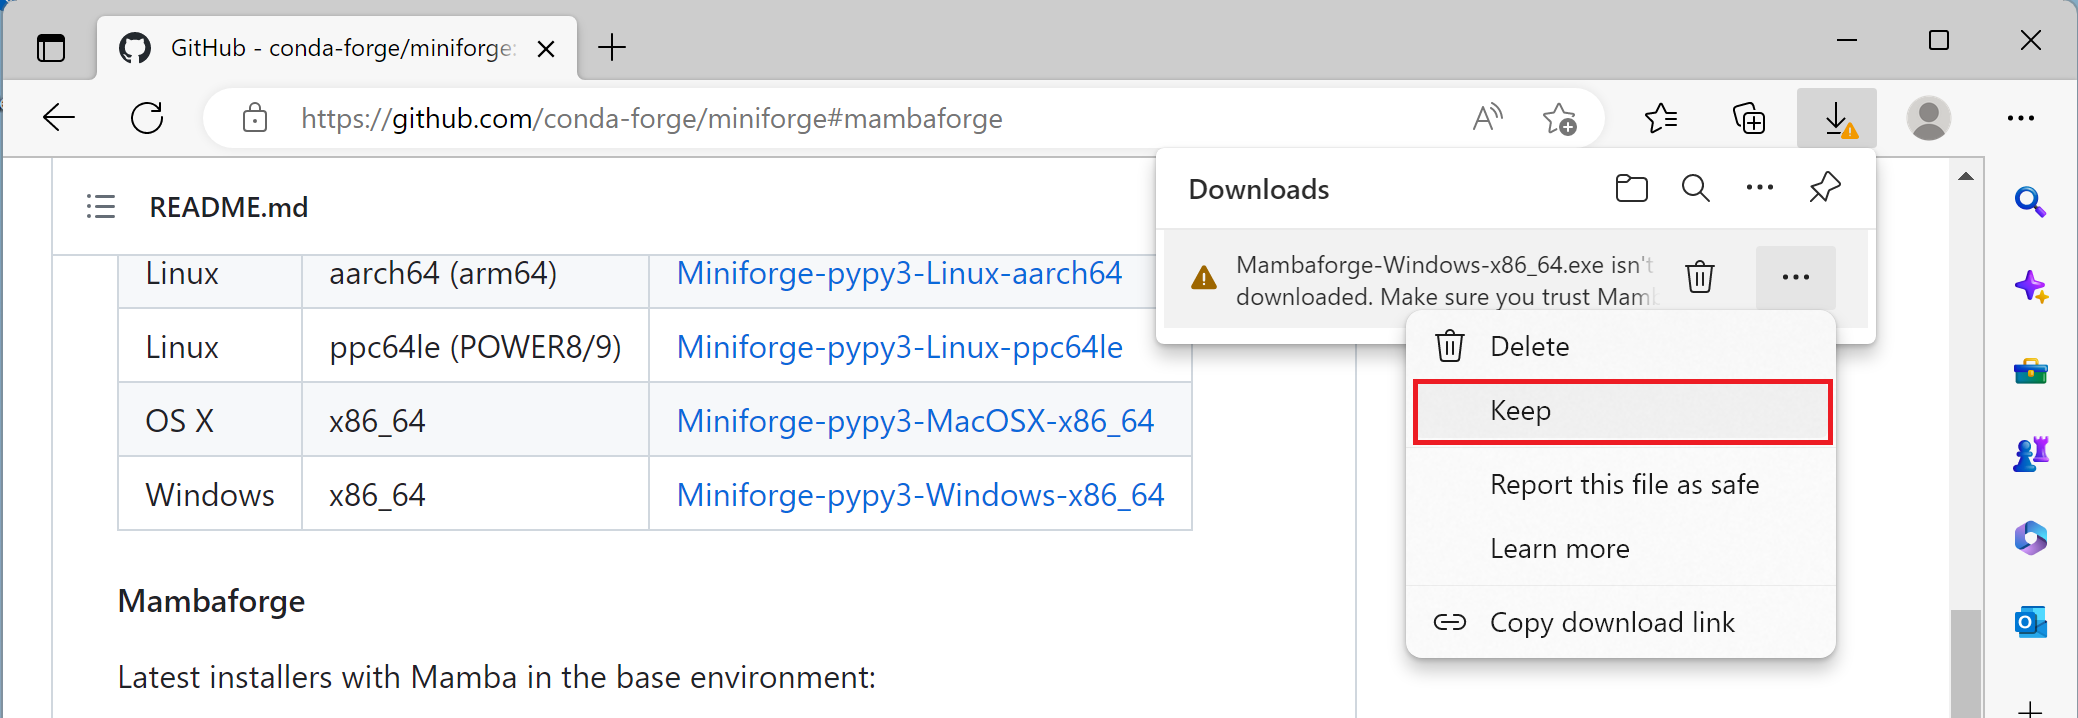 GitHub - conda-forge/miniforge:
https://github.com/conda-forge/miniforge#mambaforge
Downloads
Mambaforge-Windows-x86_64.exe isn't
downloaded. Make sure you trust Mamb
Delete
Keep
Report this file as safe
Learn more
Copy download link
README.md
Linux aarch64 (arm64) Miniforge-pypy3-Linux-aarch64
Linux ppc64le (POWER8/9) Miniforge-pypy3-Linux-ppc64le
OS X x86_64 Miniforge-pypy3-MacOSX-x86_64
Windows x86_64 Miniforge-pypy3-Windows-x86_64
Mambaforge
Latest installers with Mamba in the base environment: